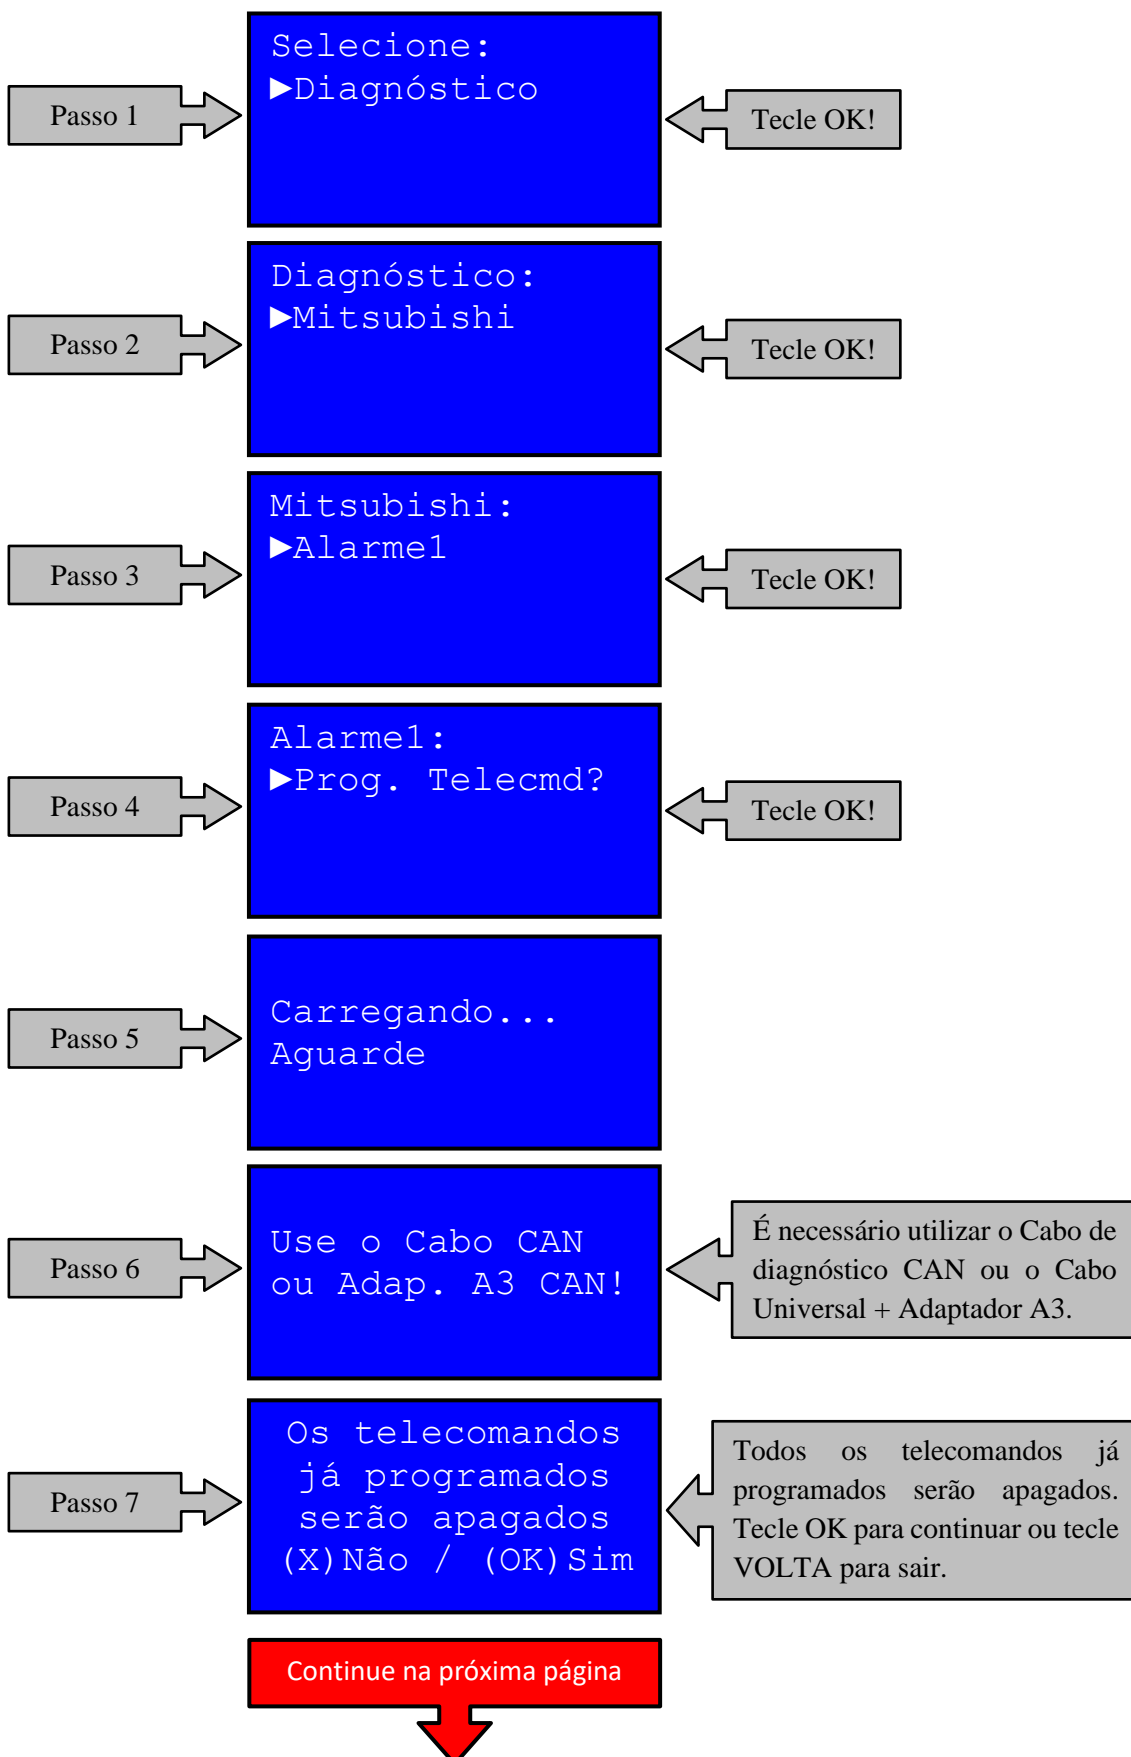 Selecione:
►Diagnóstico
Passo 1
Tecle OK!
Diagnóstico:
►Mitsubishi
Passo 2
Tecle OK!
Mitsubishi:
►Alarme1
Passo 3
Tecle OK!
Alarme1:
►Prog. Telecmd?
Passo 4
Tecle OK!
Carregando...
Aguarde
Passo 5
Use o Cabo CAN
ou Adap. A3 CAN!
Passo 6
É necessário utilizar o Cabo de
diagnóstico CAN ou o Cabo
Universal + Adaptador A3.
Os telecomandos
já programados
serão apagados
(X)Não / (OK)Sim
Passo 7
Todos os telecomandos já
programados serão apagados.
Tecle OK para continuar ou tecle
VOLTA para sair.
Continue na próxima página